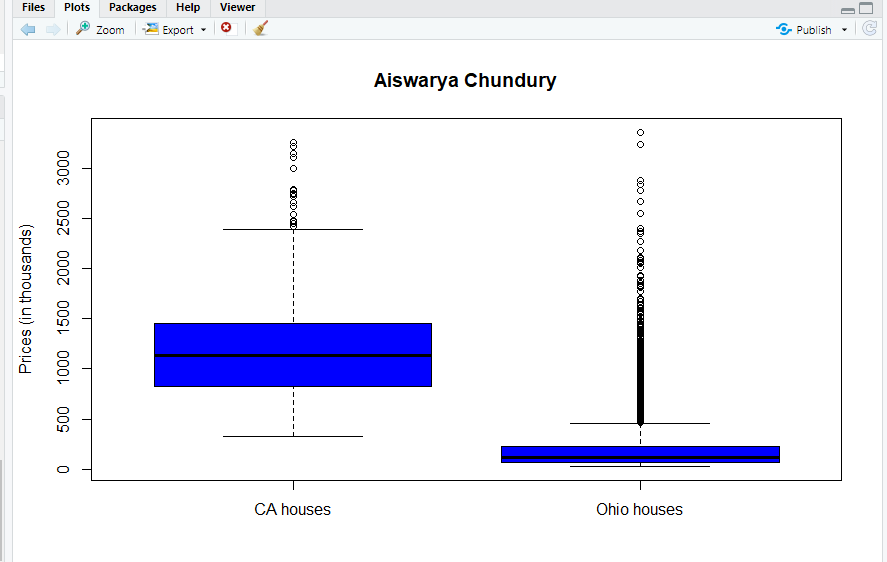 Files Plots Packages Help Viewer
Zoom Export Publish
Aiswarya Chundury
Prices (in thousands)
3000
2500
2000
1500
1000
500
0
CA houses Ohio houses